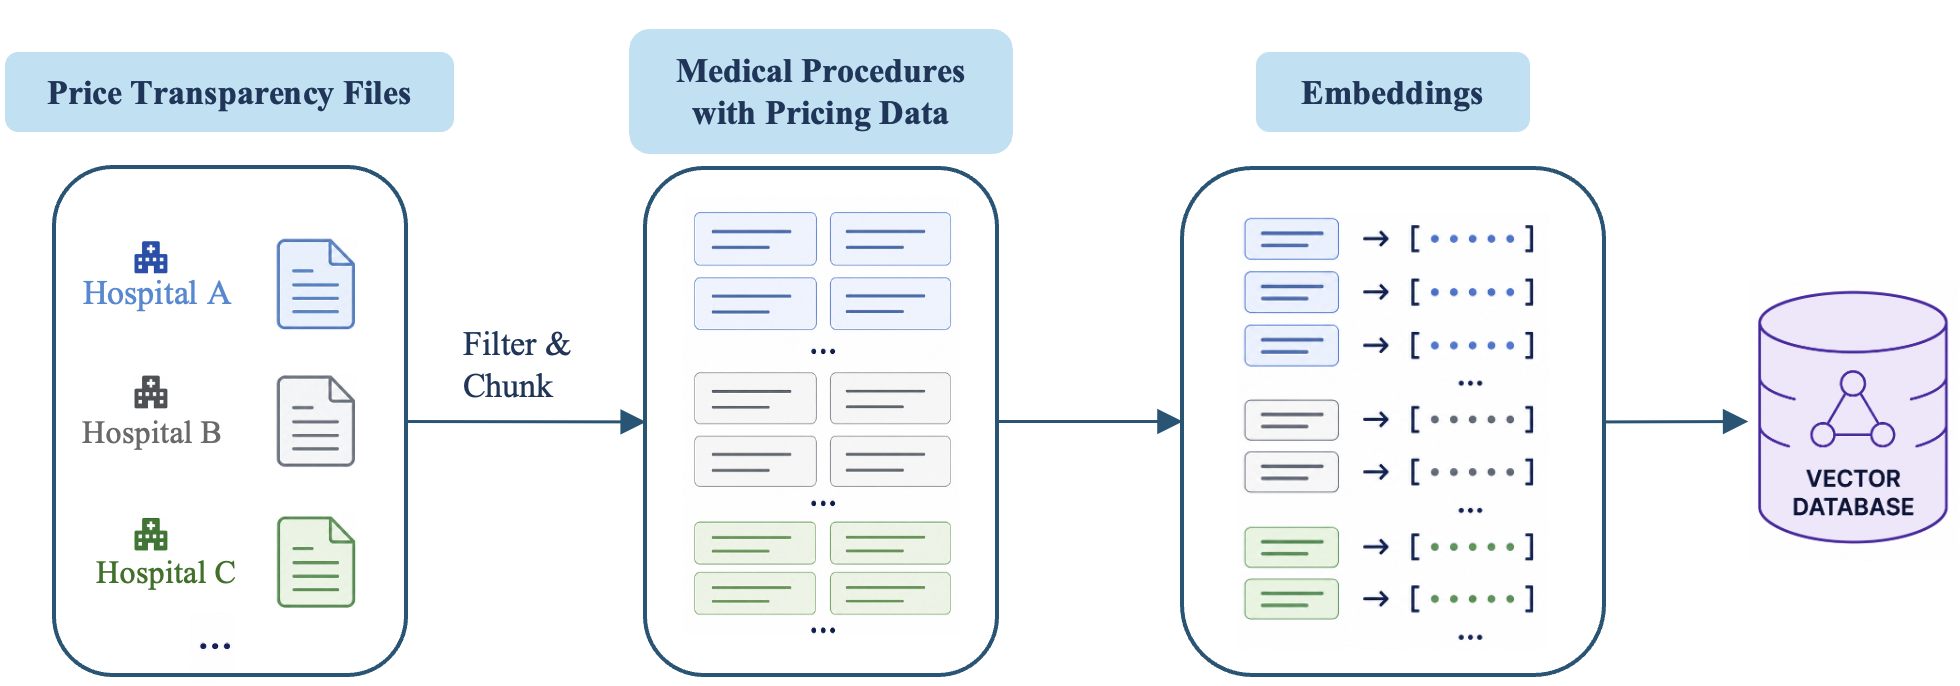 Price Transparency Files
Medical Procedures
with Pricing Data
Embeddings
Hospital A
Hospital B
Hospital C
...
Filter &
Chunk
...
...
...
...
...
...
VECTOR
DATABASE